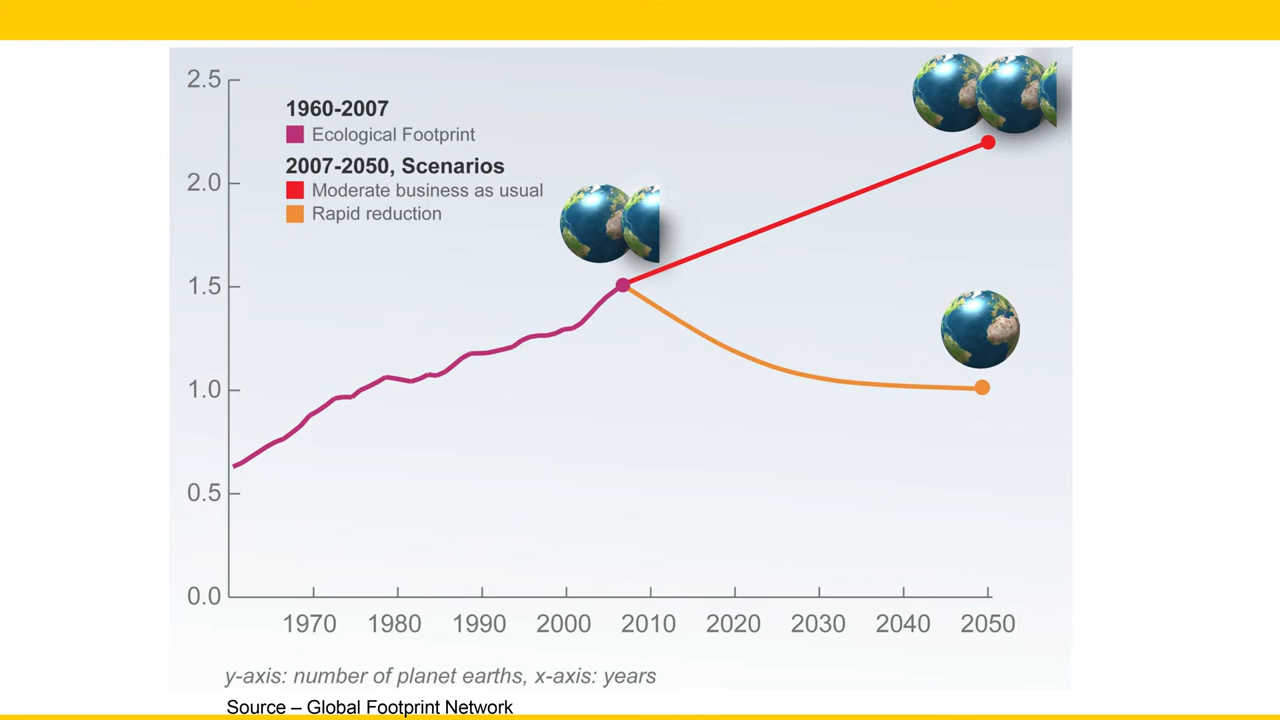 2.5
2.0
1.5
1.0
0.5
0.0
1960-2007
Ecological Footprint
2007-2050, Scenarios
Moderate business as usual
Rapid reduction
1970 1980 1990 2000 2010 2020 2030 2040 2050
y-axis: number of planet earths, x-axis: years
Source – Global Footprint Network